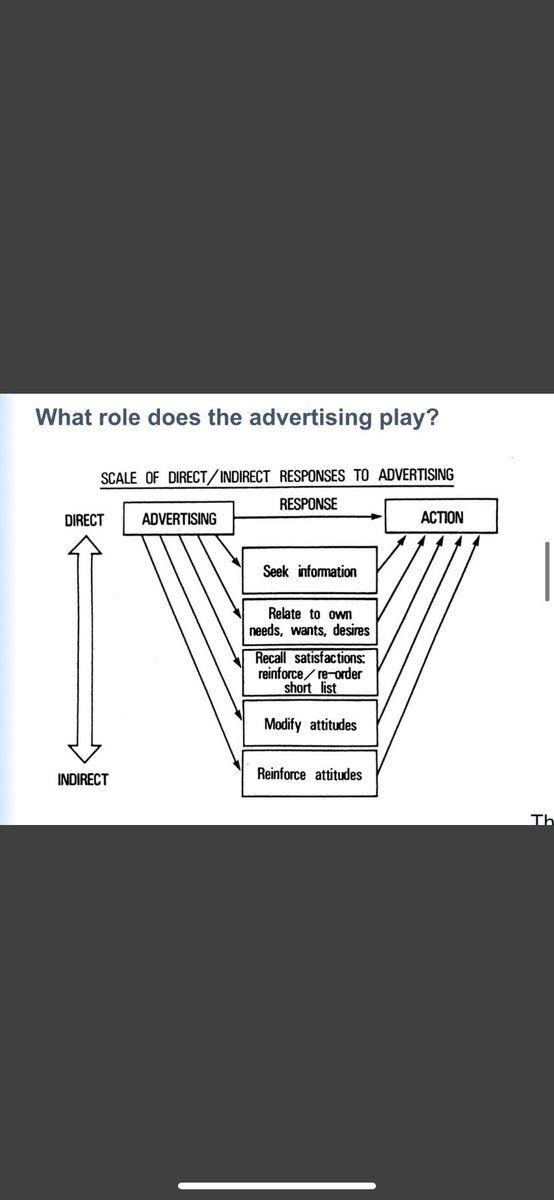 What role does the advertising play?
SCALE OF DIRECT/INDIRECT RESPONSES TO ADVERTISING
DIRECT
ADVERTISING
RESPONSE
ACTION
Seek information
Relate to own
needs, wants, desires
Recall satisfactions:
reinforce/re-order
short list
Modify attitudes
Reinforce attitudes
INDIRECT
Th